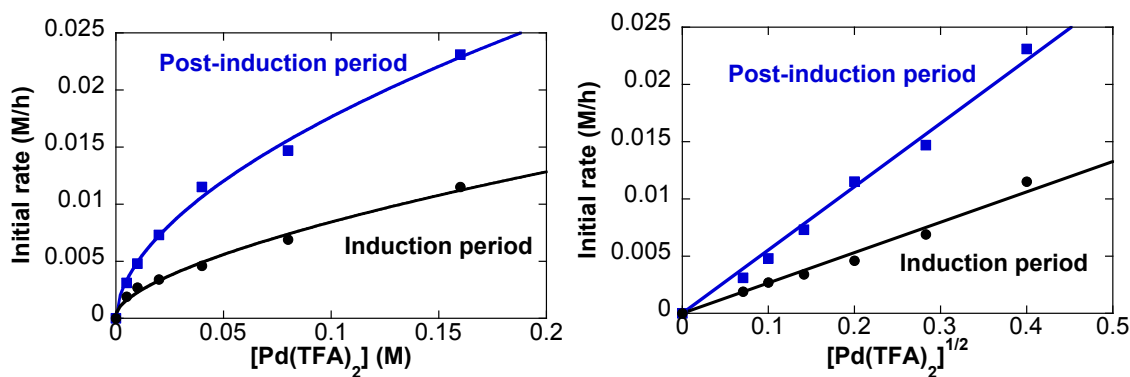 0.025
0.02
0.015
0.01
0.005
0
Initial rate (M/h)
Post-induction period
Induction period
0 0.05 0.1 0.15 0.2
[Pd(TFA)2] (M)
0.025
0.02
0.015
0.01
0.005
0
Initial rate (M/h)
Post-induction period
Induction period
0 0.1 0.2 0.3 0.4 0.5
[Pd(TFA)2]1/2